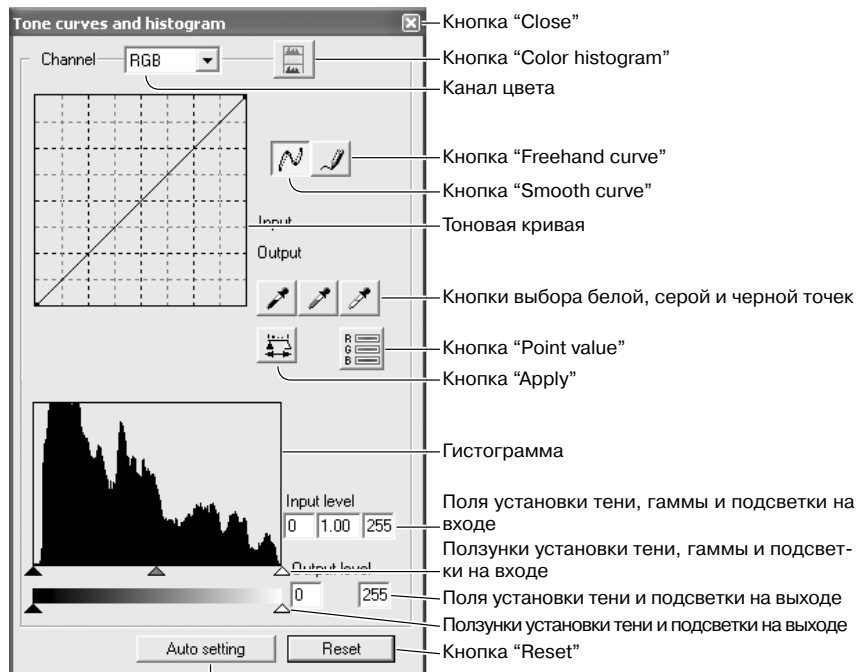 Tone curves and histogram
Кнопка “Close”
Channel
RGB
Кнопка “Color histogram”
Канал цвета
Кнопка “Freehand curve”
Кнопка “Smooth curve”
Input
Тоновая кривая
Output
Кнопки выбора белой, серой и черной точек
R
G
B
Кнопка “Point value”
Кнопка “Apply”
Гистограмма
Input level
0 1.00 255
Поля установки тени, гаммы и подсветки на
входе
Ползунки установки тени, гаммы и подсвет-
ки на входе
Output level
0 255
Поля установки тени и подсветки на выходе
Ползунки установки тени и подсветки на выходе
Auto setting
Reset
Кнопка “Reset”